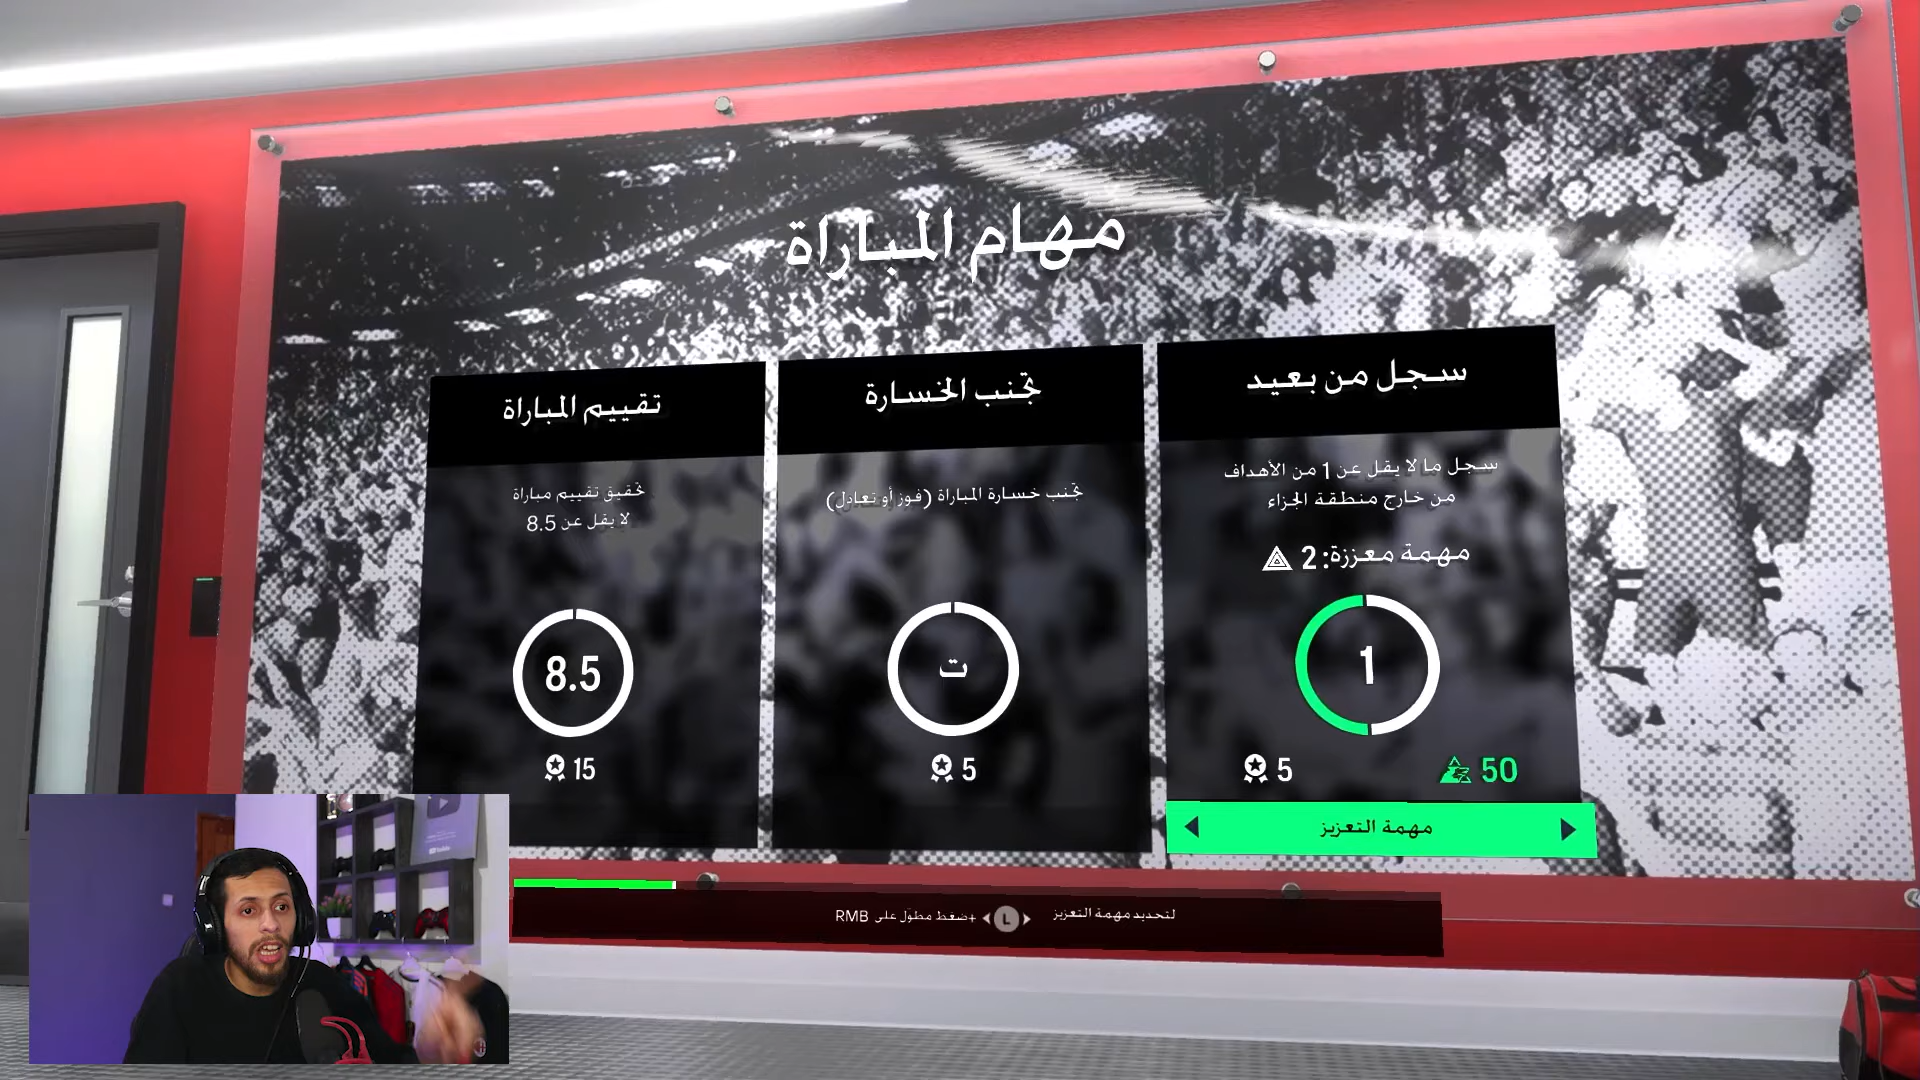 مهام المباراة
سجل من بعيد
سجل ما لا يقل عن 1 من الأهداف
من خارج منطقة الجزاء
مهمة معززة: 2
1
5
50
مهمة التعزيز
تجنب الخسارة
تجنب خسارة المباراة (فوز أو تعادل)
ت
5
تقييم المباراة
تحقيق تقييم مباراة
لا يقل عن 8.5
8.5
15
لتحديد مهمة التعزيز L +ضغط مطوّل على RMB